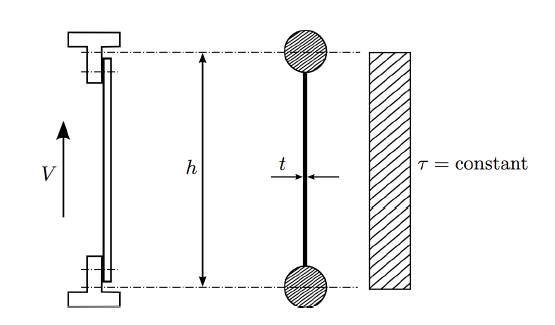 t
τ = constant
h
V